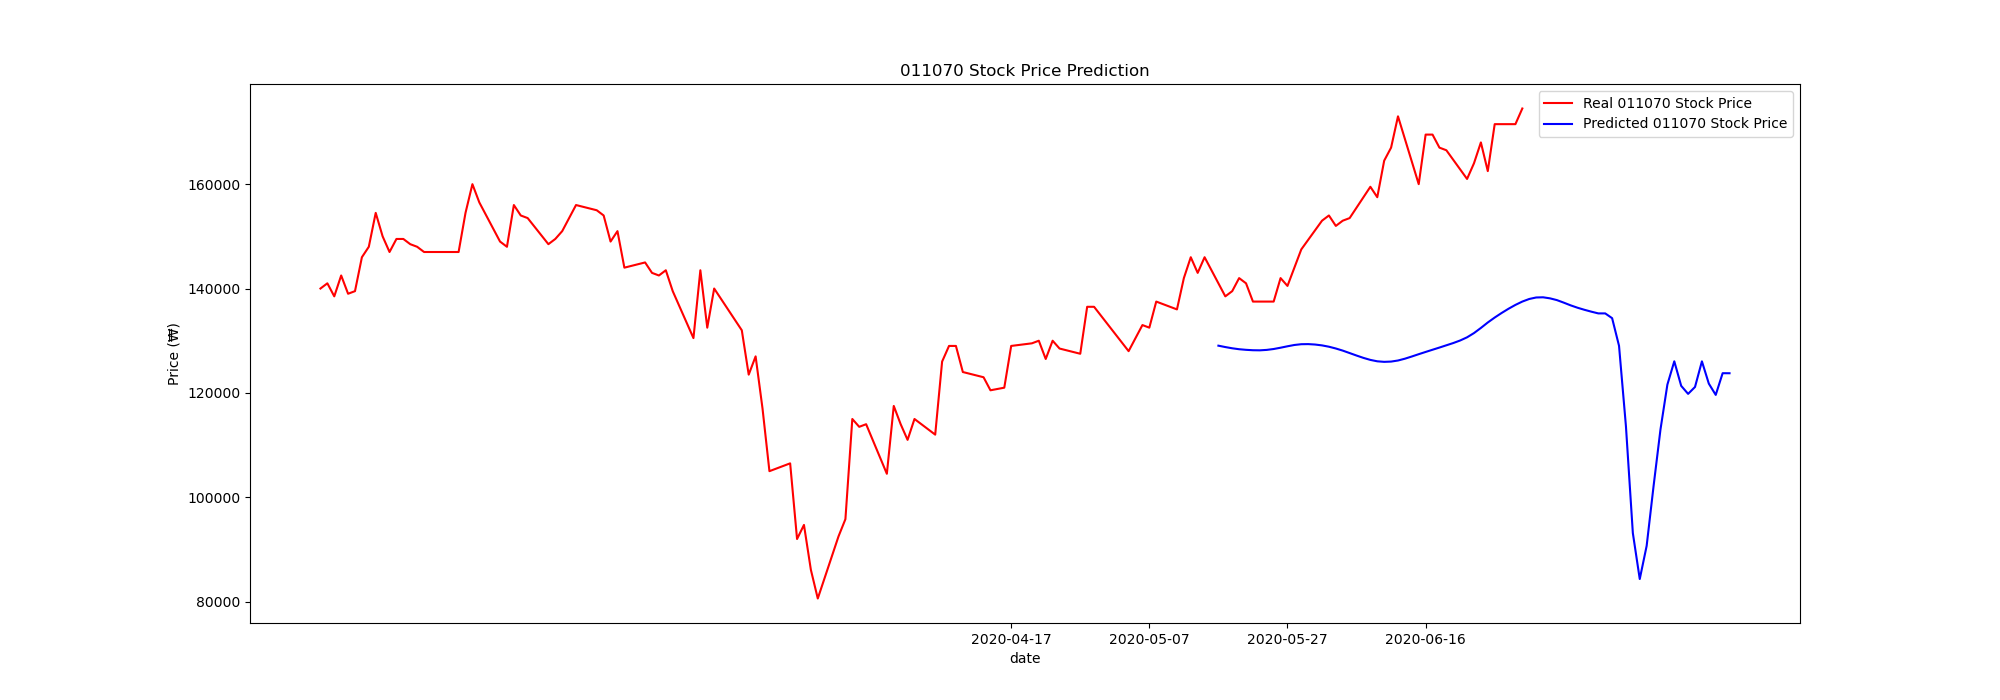 011070 Stock Price Prediction
Real 011070 Stock Price
Predicted 011070 Stock Price
Price (₩)
160000
140000
120000
100000
80000
2020-04-17 2020-05-07 2020-05-27 2020-06-16
date